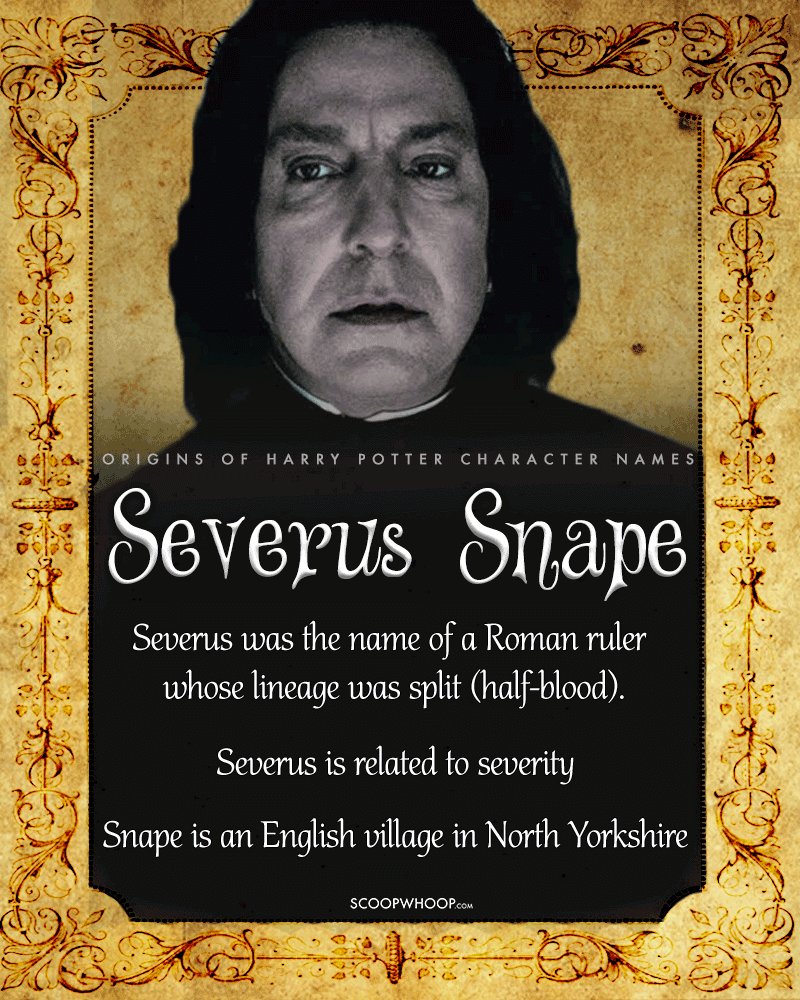 ORIGINS OF HARRY POTTER CHARACTER NAMES
Severus Snape
Severus was the name of a Roman ruler
whose lineage was split (half-blood).
Severus is related to severity
Snape is an English village in North Yorkshire
SCOOPWHOOP.COM